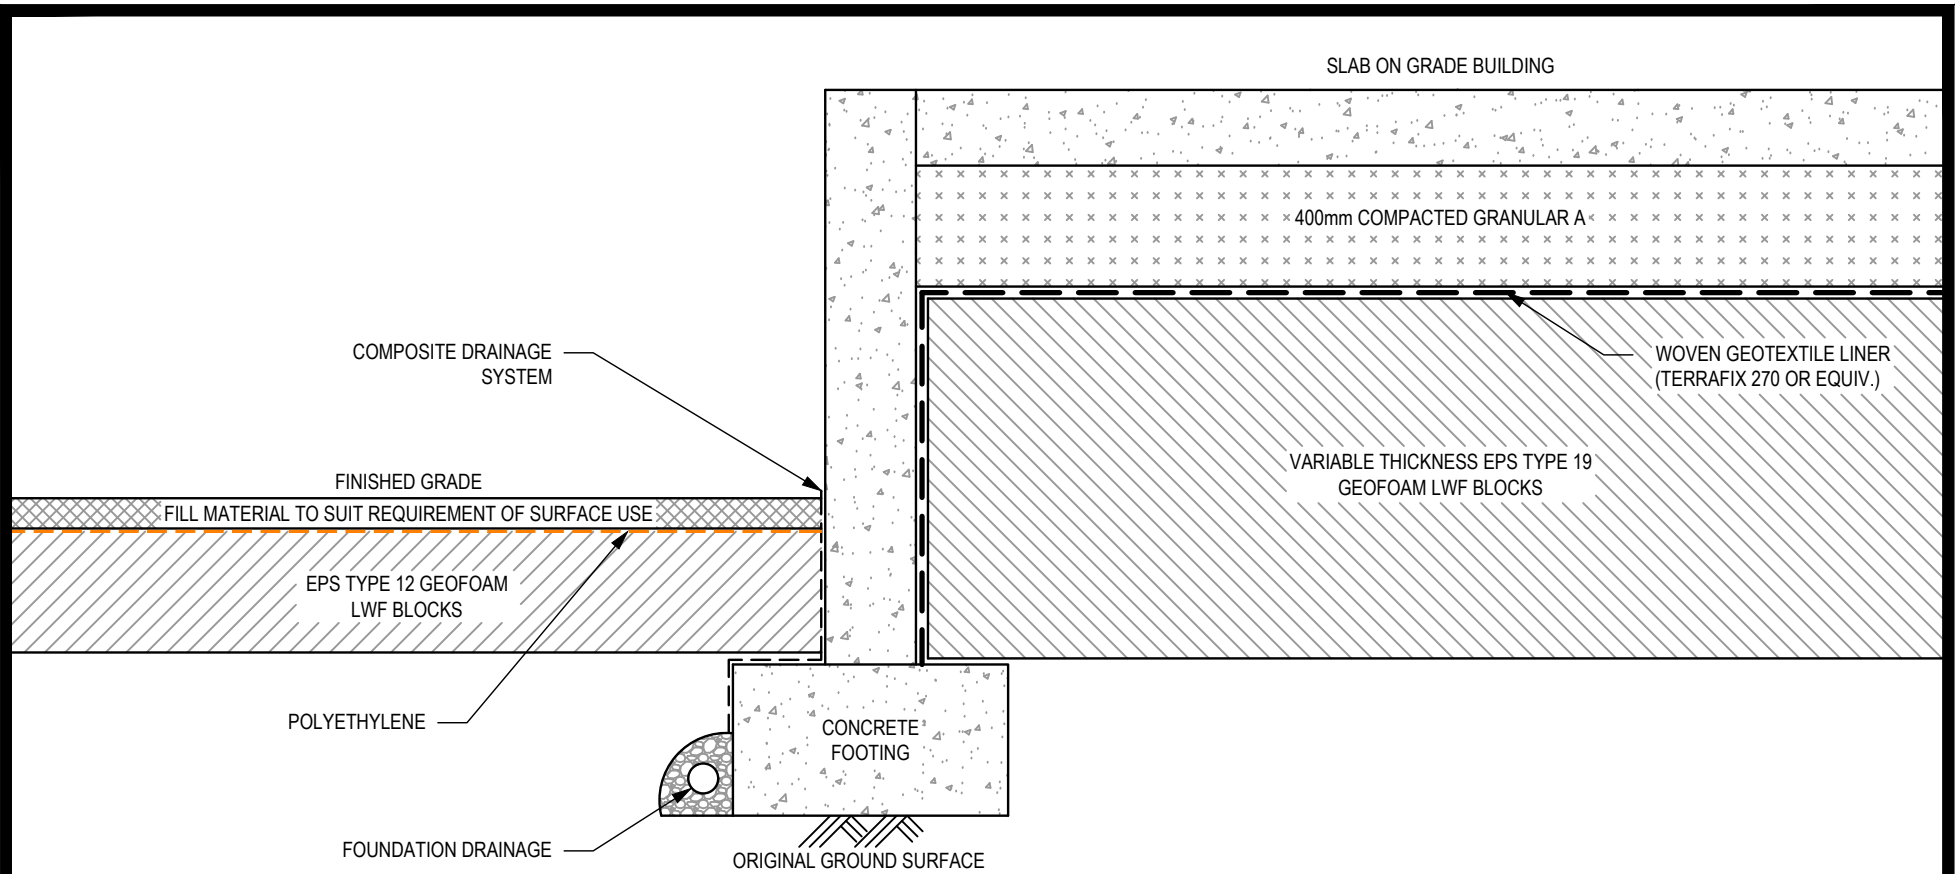 SLAB ON GRADE BUILDING
400mm COMPACTED GRANULAR A
COMPOSITE DRAINAGE
SYSTEM
WOVEN GEOTEXTILE LINER
(TERRAFIX 270 OR EQUIV.)
VARIABLE THICKNESS EPS TYPE 19
GEOFOAM LWF BLOCKS
FINISHED GRADE
FILL MATERIAL TO SUIT REQUIREMENT OF SURFACE USE
EPS TYPE 12 GEOFOAM
LWF BLOCKS
POLYETHYLENE
CONCRETE
FOOTING
FOUNDATION DRAINAGE
ORIGINAL GROUND SURFACE